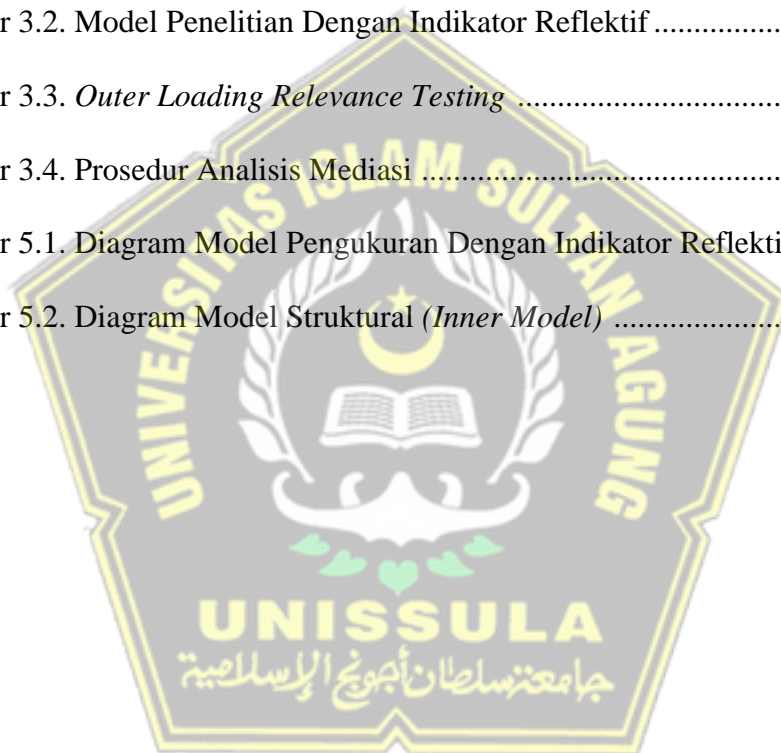 r 3.2. Model Penelitian Dengan Indikator Reflektif ................
r 3.3. Outer Loading Relevance Testing .................................
r 3.4. Prosedur Analisis Mediasi .............................................
r 5.1. Diagram Model Pengukuran Dengan Indikator Reflekti
r 5.2. Diagram Model Struktural (Inner Model) .....................
UNIVERSITAS ISLAM SULTAN AGUNG
UNISSULA
جامعة سلطان أجونج الإسلامية